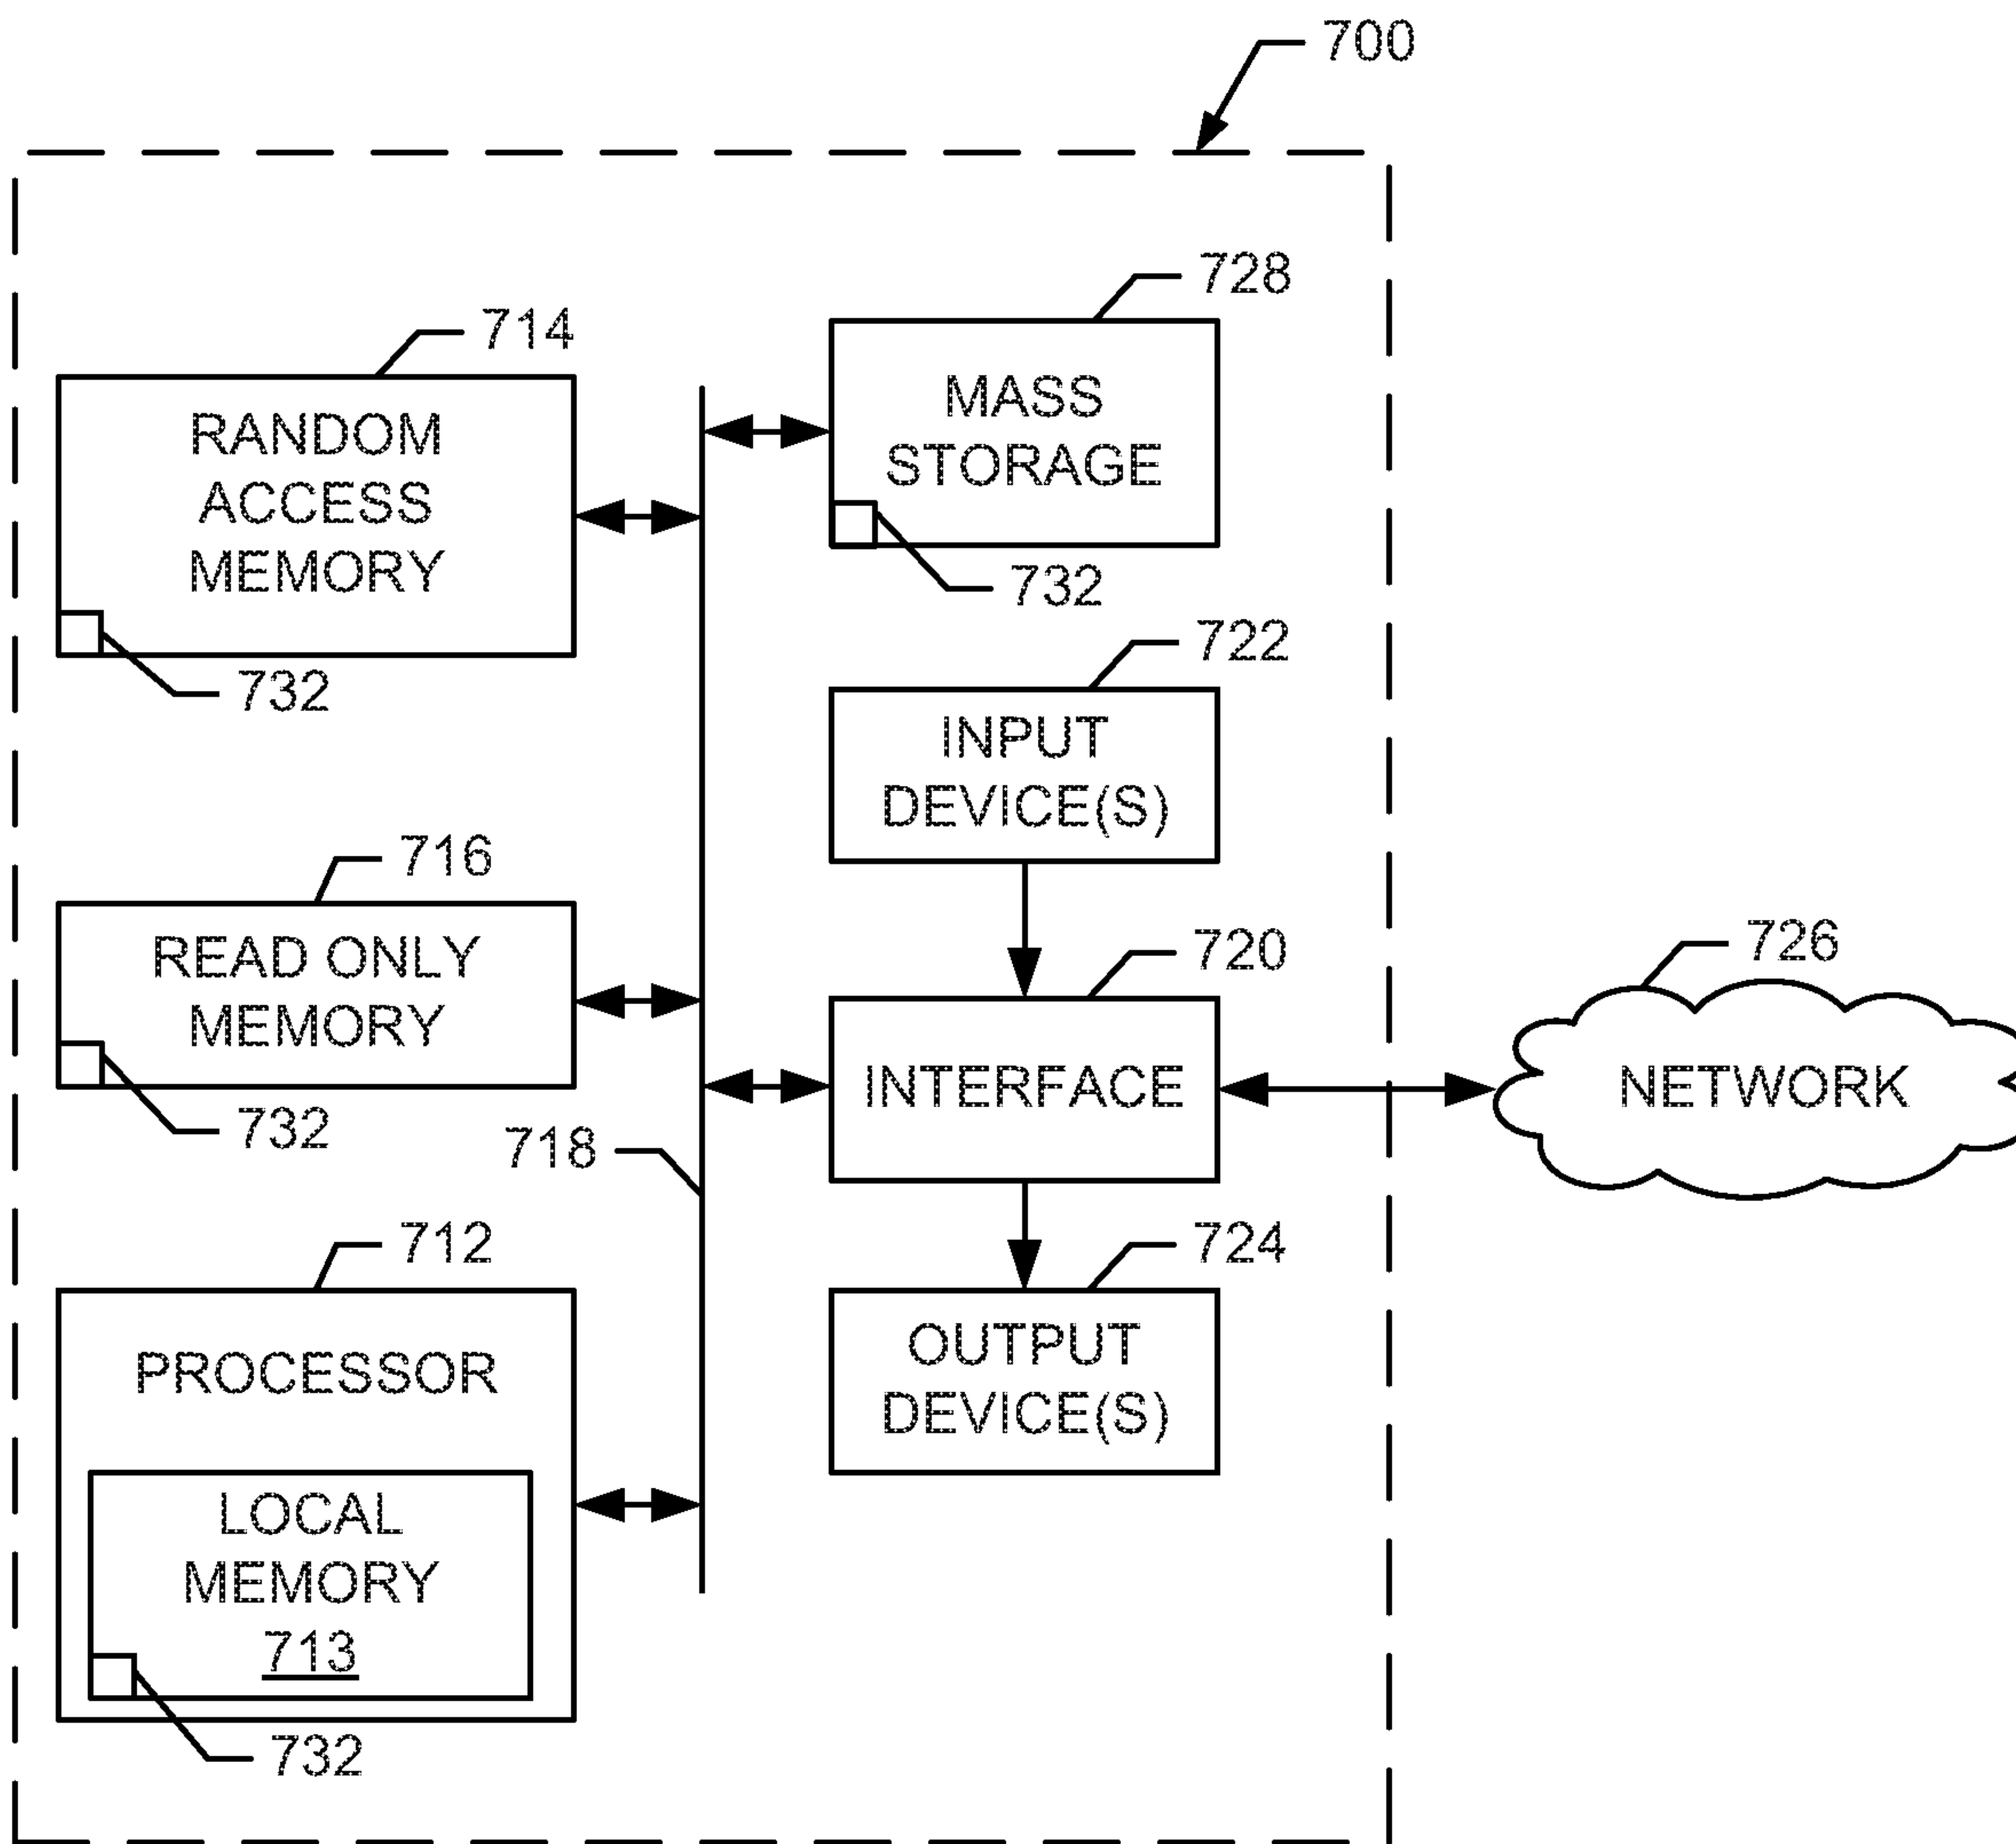 700
714
RANDOM
ACCESS
MEMORY
732
728
MASS
STORAGE
732
722
INPUT
DEVICE(S)
716
READ ONLY
MEMORY
732
718
720
INTERFACE
726
NETWORK
712
PROCESSOR
LOCAL
MEMORY
713
732
724
OUTPUT
DEVICE(S)